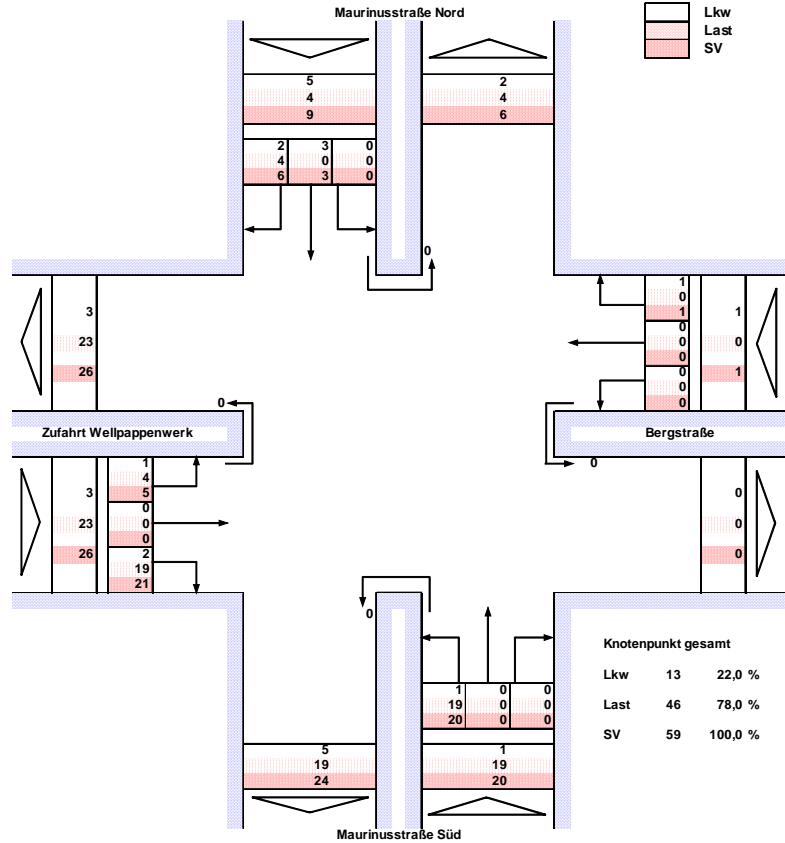 Maurinusstraße Nord
Lkw
Last
SV
5 2
4 4
9 6
2 3 0
4 0 0
6 3 0
0
1
0
1
3 1
23 0
26 1
0
0
0
0
0
0
0
Zufahrt Wellpappenwerk Bergstraße
0
1
4
5
3 0
23 0
26 0
0
0
0
2
19
21
0
Knotenpunkt gesamt
Lkw 13 22,0 %
Last 46 78,0 %
SV 59 100,0 %
1 0 0
19 0 0
20 0 0
5 1
19 19
24 20
Maurinusstraße Süd